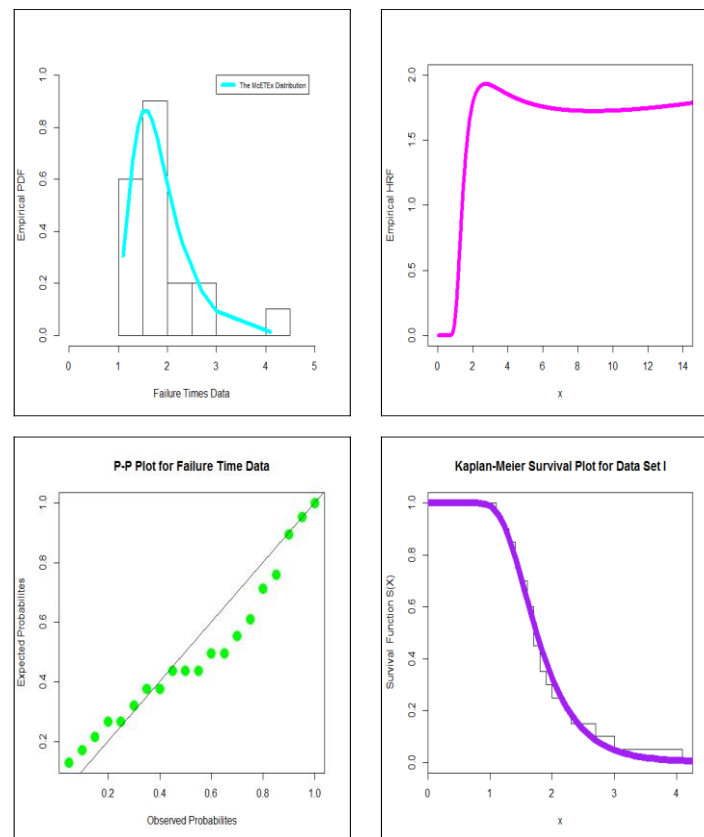 The McETEx Distribution
Empirical PDF
0.0 0.2 0.4 0.6 0.8 1.0
0 1 2 3 4 5
Failure Times Data
Empirical HRF
0.0 0.5 1.0 1.5 2.0
0 2 4 6 8 10 12 14
x
P-P Plot for Failure Time Data
Expected Probabilites
0.2 0.4 0.6 0.8 1.0
0.2 0.4 0.6 0.8 1.0
Observed Probabilites
Kaplan-Meier Survival Plot for Data Set I
Survival Function S(X)
0.0 0.2 0.4 0.6 0.8 1.0
0 1 2 3 4
x